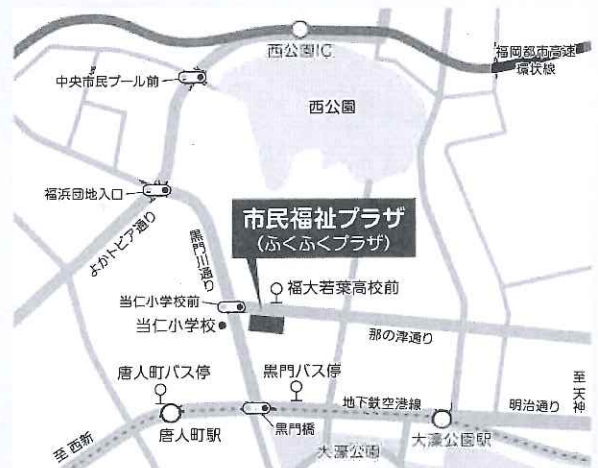 西公園IC
福岡都市高速
環状線
中央市民プール前
西公園
福浜団地入口
よかトピア通り
黒門川通り
市民福祉プラザ
(ふくふくプラザ)
福大若葉高校前
当仁小学校前
当仁小学校
那の津通り
唐人町バス停
黒門バス停
至天神
地下鉄空港線
明治通り
至西新
唐人町駅
黒門橋
大濠公園
大濠公園駅